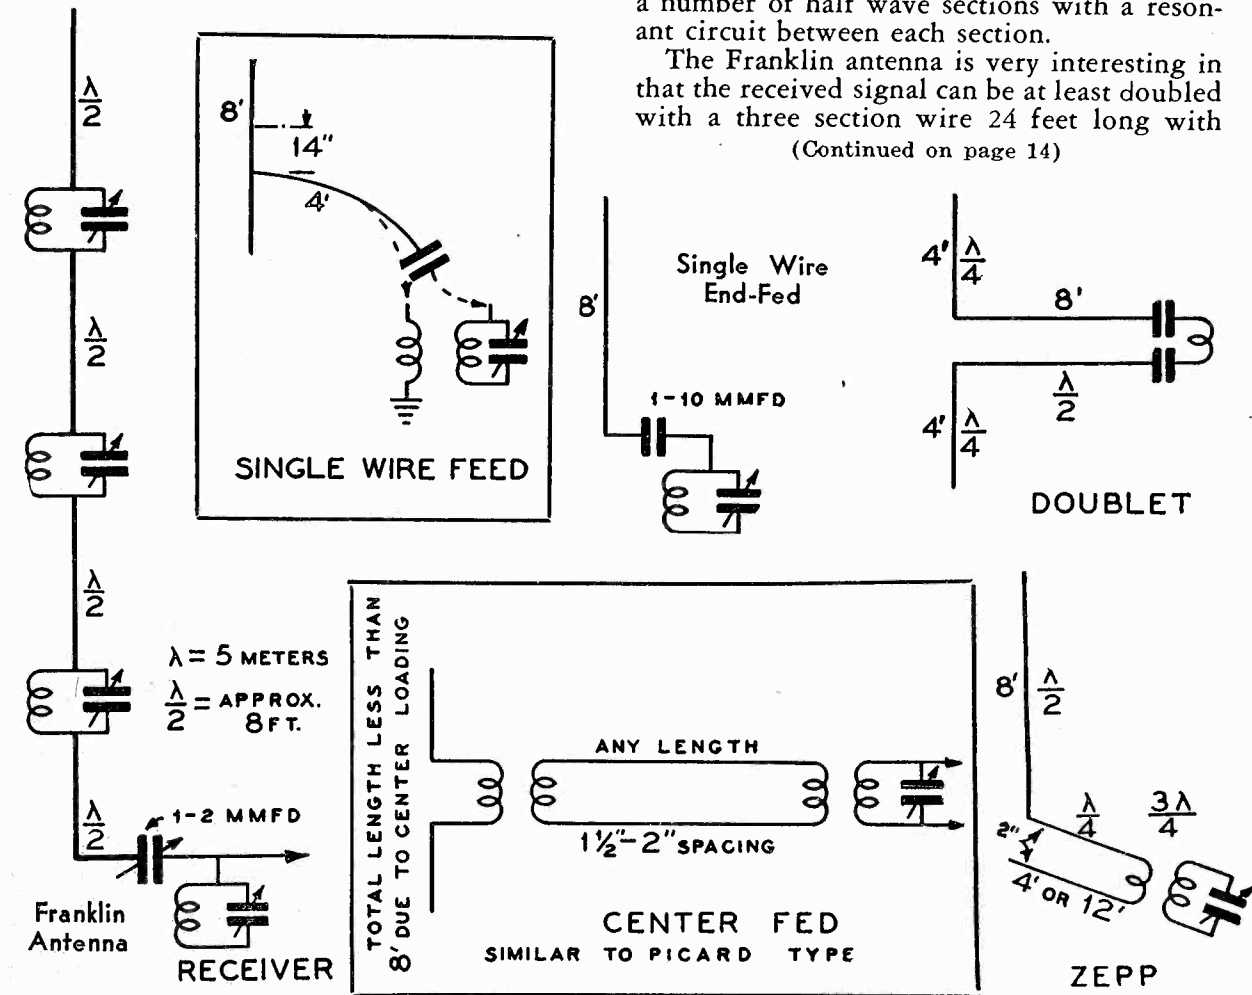 a number of half wave sections with a reson-
ant circuit between each section.
The Franklin antenna is very interesting in
that the received signal can be at least doubled
with a three section wire 24 feet long with
(Continued on page 14)
λ/2
λ/2
λ/2
λ = 5 METERS
λ/2 = APPROX.
8 FT.
λ/2
1-2 MMFD
Franklin
Antenna
RECEIVER
8'
14"
4'
SINGLE WIRE FEED
8'
Single Wire
End-Fed
1-10 MMFD
4' λ/4
8'
λ/2
4' λ/4
DOUBLET
TOTAL LENGTH LESS THAN
8' DUE TO CENTER LOADING
ANY LENGTH
1½"-2" SPACING
CENTER FED
SIMILAR TO PICARD TYPE
8' λ/2
2"
λ/4
3λ/4
4' OR 12'
ZEPP